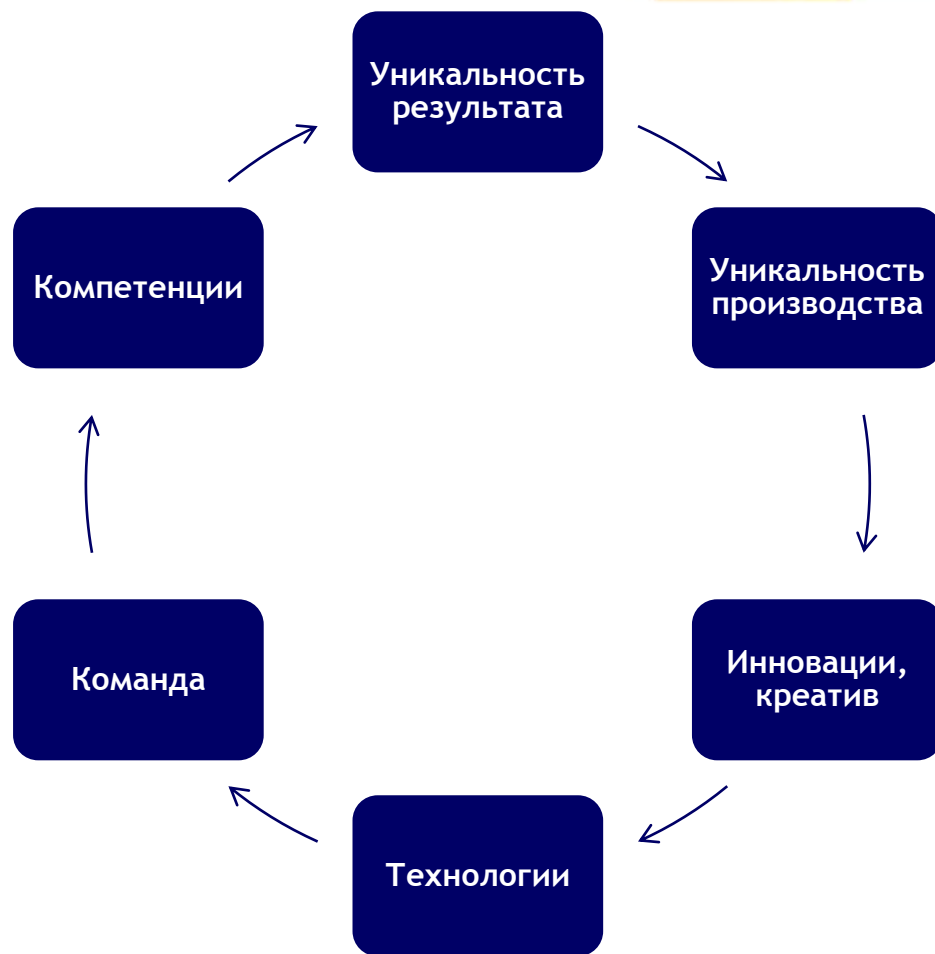 Уникальность
результата
Уникальность
производства
Инновации,
креатив
Технологии
Команда
Компетенции